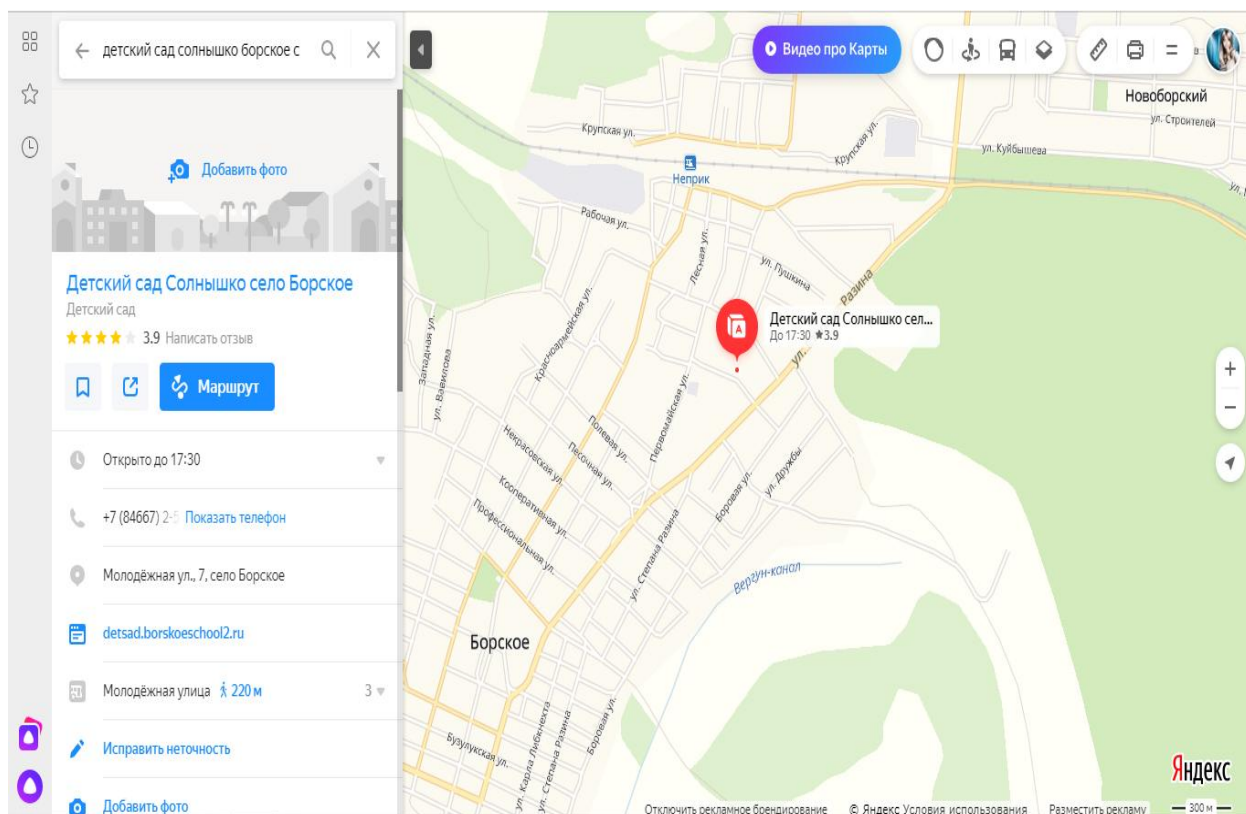 детский сад солнышко борское с
Добавить фото
Детский сад Солнышко село Борское
Детский сад
3.9 Написать отзыв
Маршрут
Открыто до 17:30
+7 (84667) 2-5 Показать телефон
Молодёжная ул., 7, село Борское
detsad.borskoeschool2.ru
Молодёжная улица 220 м 3
Исправить неточность
Добавить фото
Видео про Карты
Новоборский
ул. Строителей
Крупская ул.
Крупская ул.
ул. Куйбышева
Неприк
Рабочая ул.
Лесная ул.
ул. Пушкина
ул. Разина
Детский сад Солнышко сел...
До 17:30 ★3.9
Западная ул.
ул. Вавилова
Красноармейская ул.
Первомайская ул.
Полевая ул.
Песочная ул.
Некрасовская ул.
Кооперативная ул.
Профессиональная ул.
ул. Степана Разина
Боровая ул.
ул. Дружбы
Вергун-канал
Борское
Бузулукская ул.
ул. Карла Либкнехта
ул. Степана Разина
Боровая ул.
Яндекс
Отключить рекламное брендирование © Яндекс Условия использования Разместить рекламу 300 м